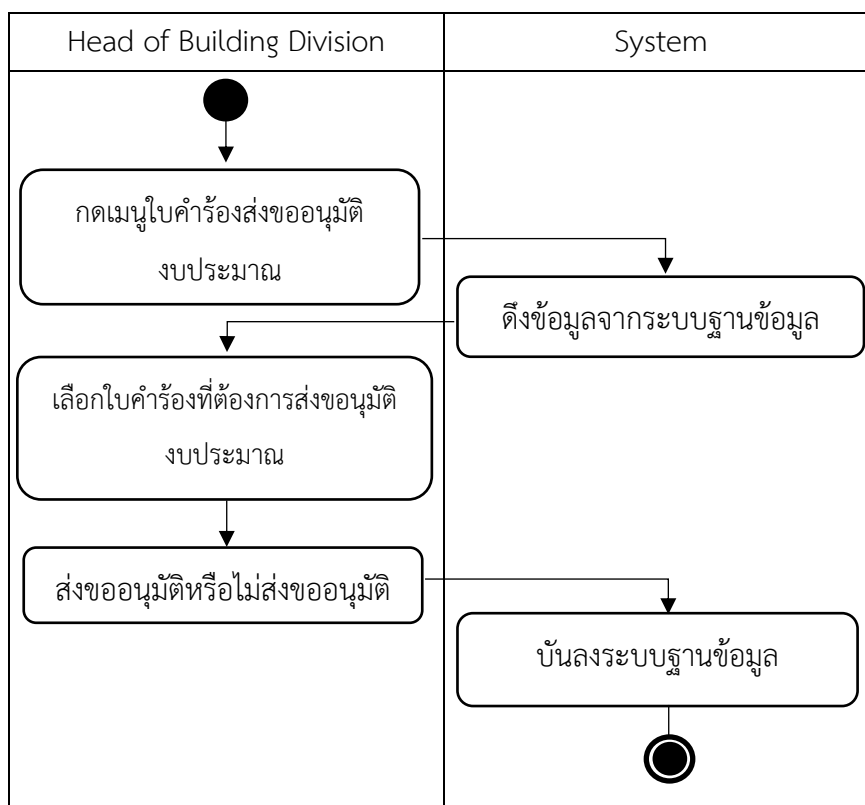 Head of Building Division
System
กดเมนูใบคำร้องส่งขออนุมัติ
งบประมาณ
ดึงข้อมูลจากระบบฐานข้อมูล
เลือกใบคำร้องที่ต้องการส่งขอนุมัติ
งบประมาณ
ส่งขออนุมัติหรือไม่ส่งขออนุมัติ
บันลงระบบฐานข้อมูล